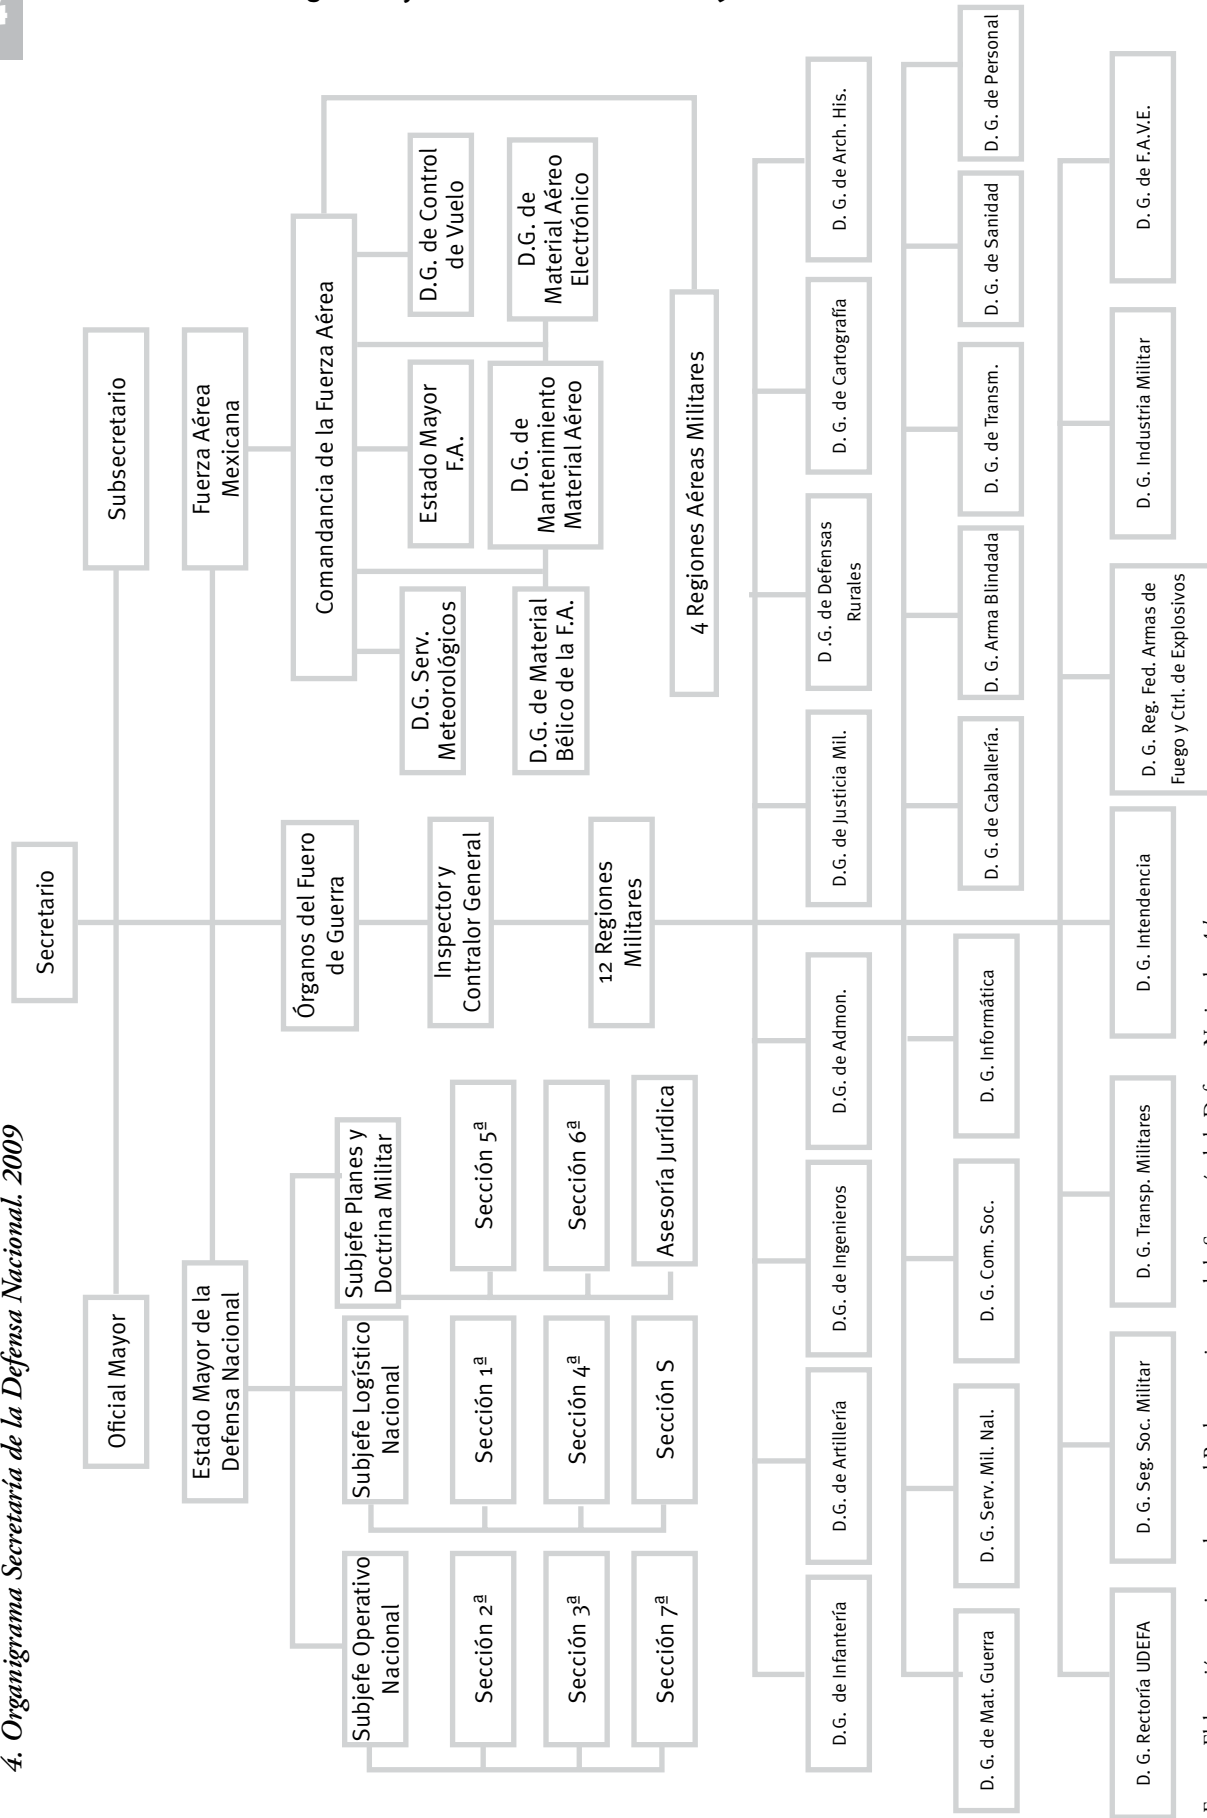 4. Organigrama Secretaría de la Defensa Nacional. 2009
Secretario
Oficial Mayor
Subsecretario
Estado Mayor de la
Defensa Nacional
Fuerza Aérea
Mexicana
Órganos del Fuero
de Guerra
Comandancia de la Fuerza Aérea
Subjefe Operativo
Nacional
Subjefe Logístico
Nacional
Subjefe Planes y
Doctrina Militar
Inspector y
Contralor General
D.G. Serv.
Meteorológicos
Estado Mayor
F.A.
D.G. de Control
de Vuelo
Sección 2ª
Sección 1ª
Sección 5ª
D.G. de Material
Bélico de la F.A.
D.G. de
Mantenimiento
Material Aéreo
D.G. de
Material Aéreo
Electrónico
Sección 3ª
Sección 4ª
Sección 6ª
12 Regiones
Militares
Sección 7ª
Sección S
Asesoría Jurídica
4 Regiones Aéreas Militares
D.G. de Infantería
D.G. de Artillería
D.G. de Ingenieros
D.G. de Admon.
D.G. de Justicia Mil.
D .G. de Defensas
Rurales
D. G. de Cartografía
D. G. de Arch. His.
D. G. de Mat. Guerra
D. G. Serv. Mil. Nal.
D. G. Com. Soc.
D. G. Informática
D. G. de Caballería.
D. G. Arma Blindada
D. G. de Transm.
D. G. de Sanidad
D. G. de Personal
D. G. Rectoría UDEFA
D. G. Seg. Soc. Militar
D. G. Transp. Militares
D. G. Intendencia
D. G. Reg. Fed. Armas de
Fuego y Ctrl. de Explosivos
D. G. Industria Militar
D. G. de F.A.V.E.